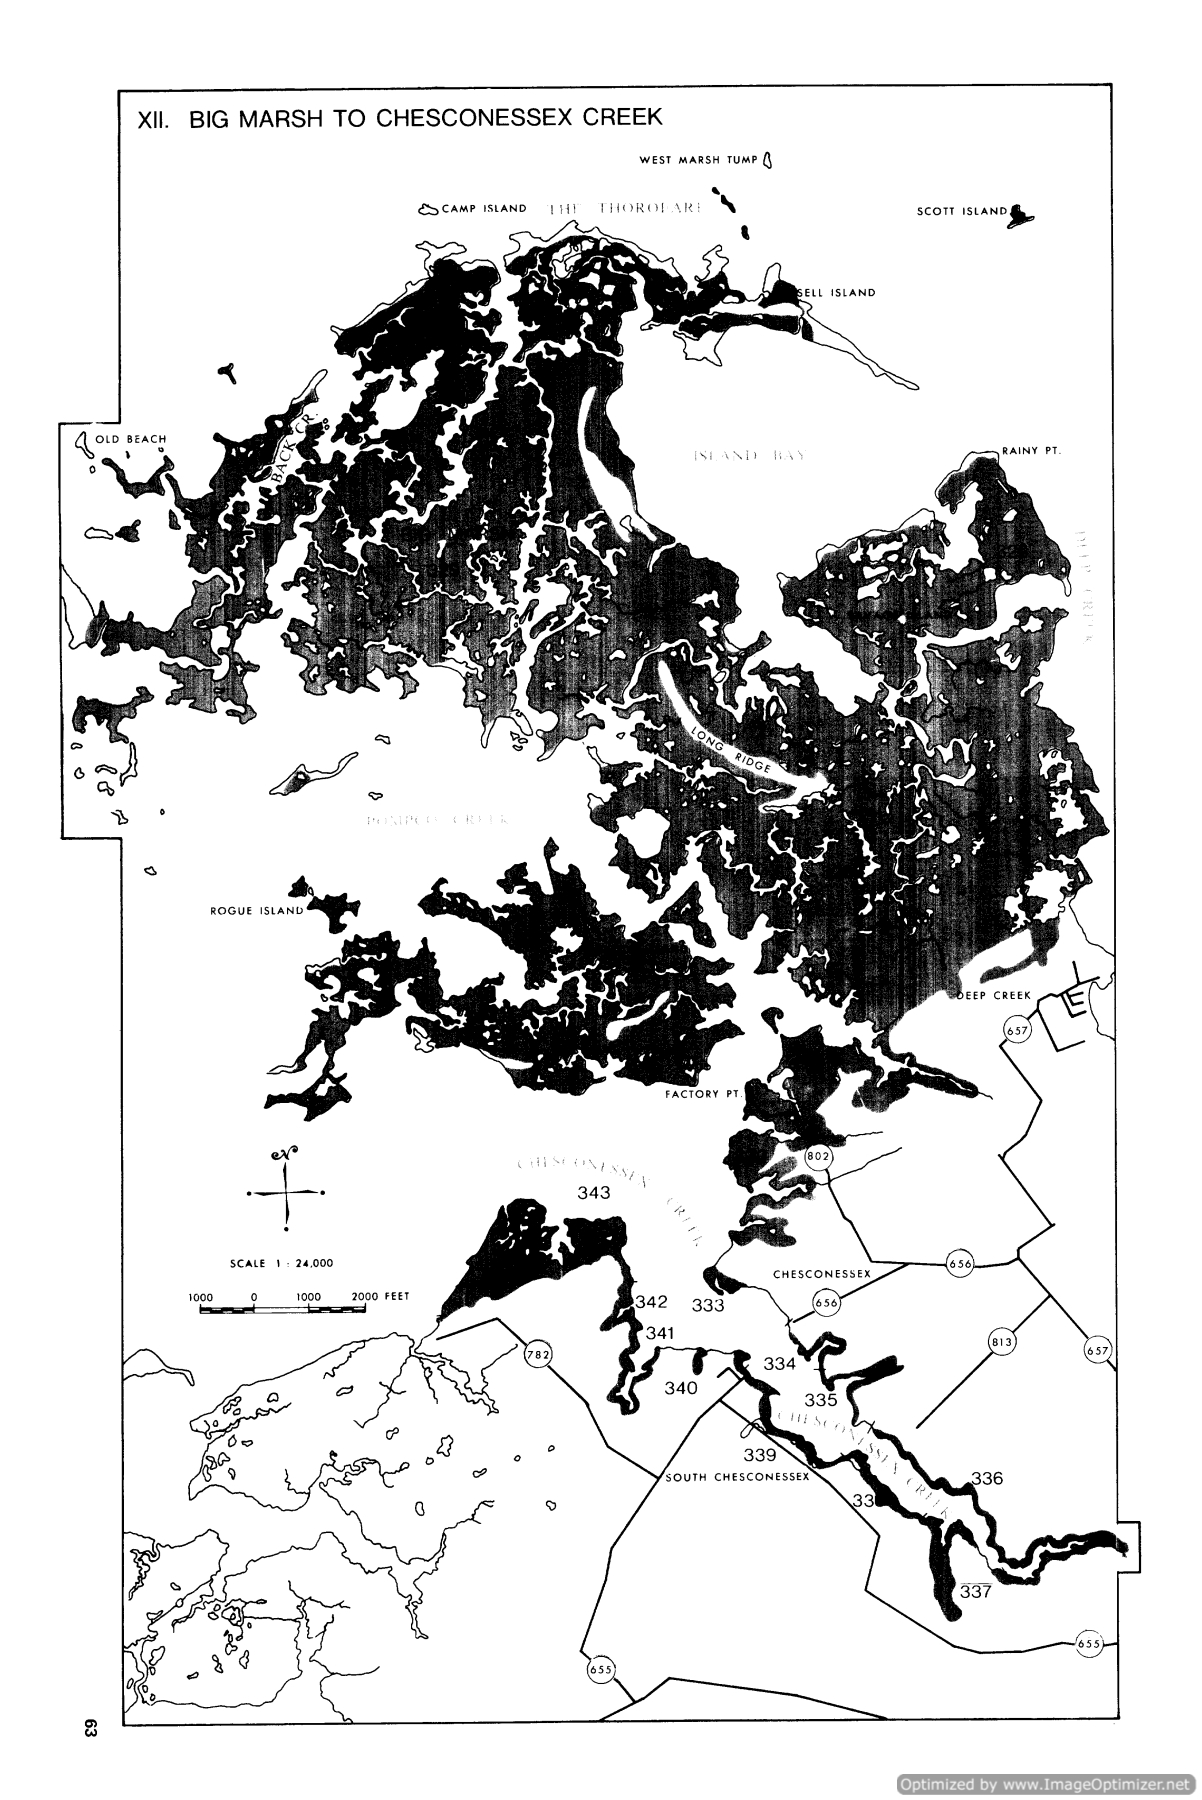 XII. BIG MARSH TO CHESCONESSEX CREEK
WEST MARSH TUMP
CAMP ISLAND
THE THOROFARE
SCOTT ISLAND
SELL ISLAND
OLD BEACH
BACK CR.
ISLAND BAY
RAINY PT.
DEEP CREEK
LONG RIDGE
POMPCO CREEK
ROGUE ISLAND
DEEP CREEK
657
FACTORY PT.
802
N
CHESCONESSEX CREEK
343
SCALE 1 : 24,000
1000 0 1000 2000 FEET
CHESCONESSEX
656
656
342
333
341
782
334
813
657
340
335
CHESCONESSEX CREEK
339
SOUTH CHESCONESSEX
336
337
655
655
63
Optimized by www.ImageOptimizer.net